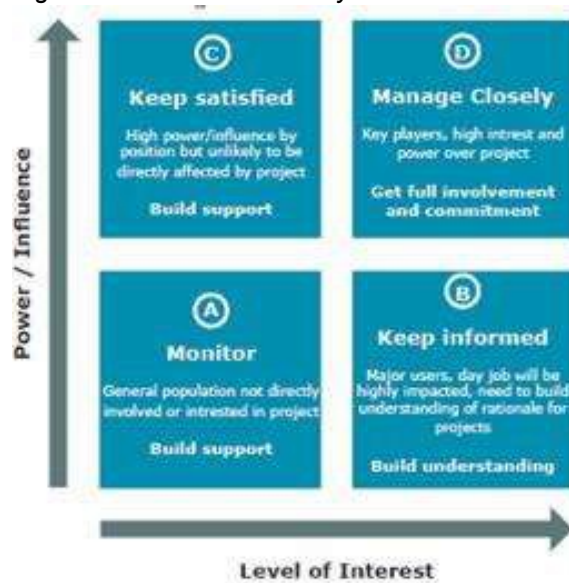 C
Keep satisfied
High power/influence by
position but unlikely to be
directly affected by project
Build support
D
Manage Closely
Key players, high intrest and
power over project
Get full involvement
and commitment
A
Monitor
General population not directly
involved or intrested in project
Build support
B
Keep informed
Major users, day job will be
highly impacted, need to build
understanding of rationale for
projects
Build understanding
Power / Influence
Level of Interest